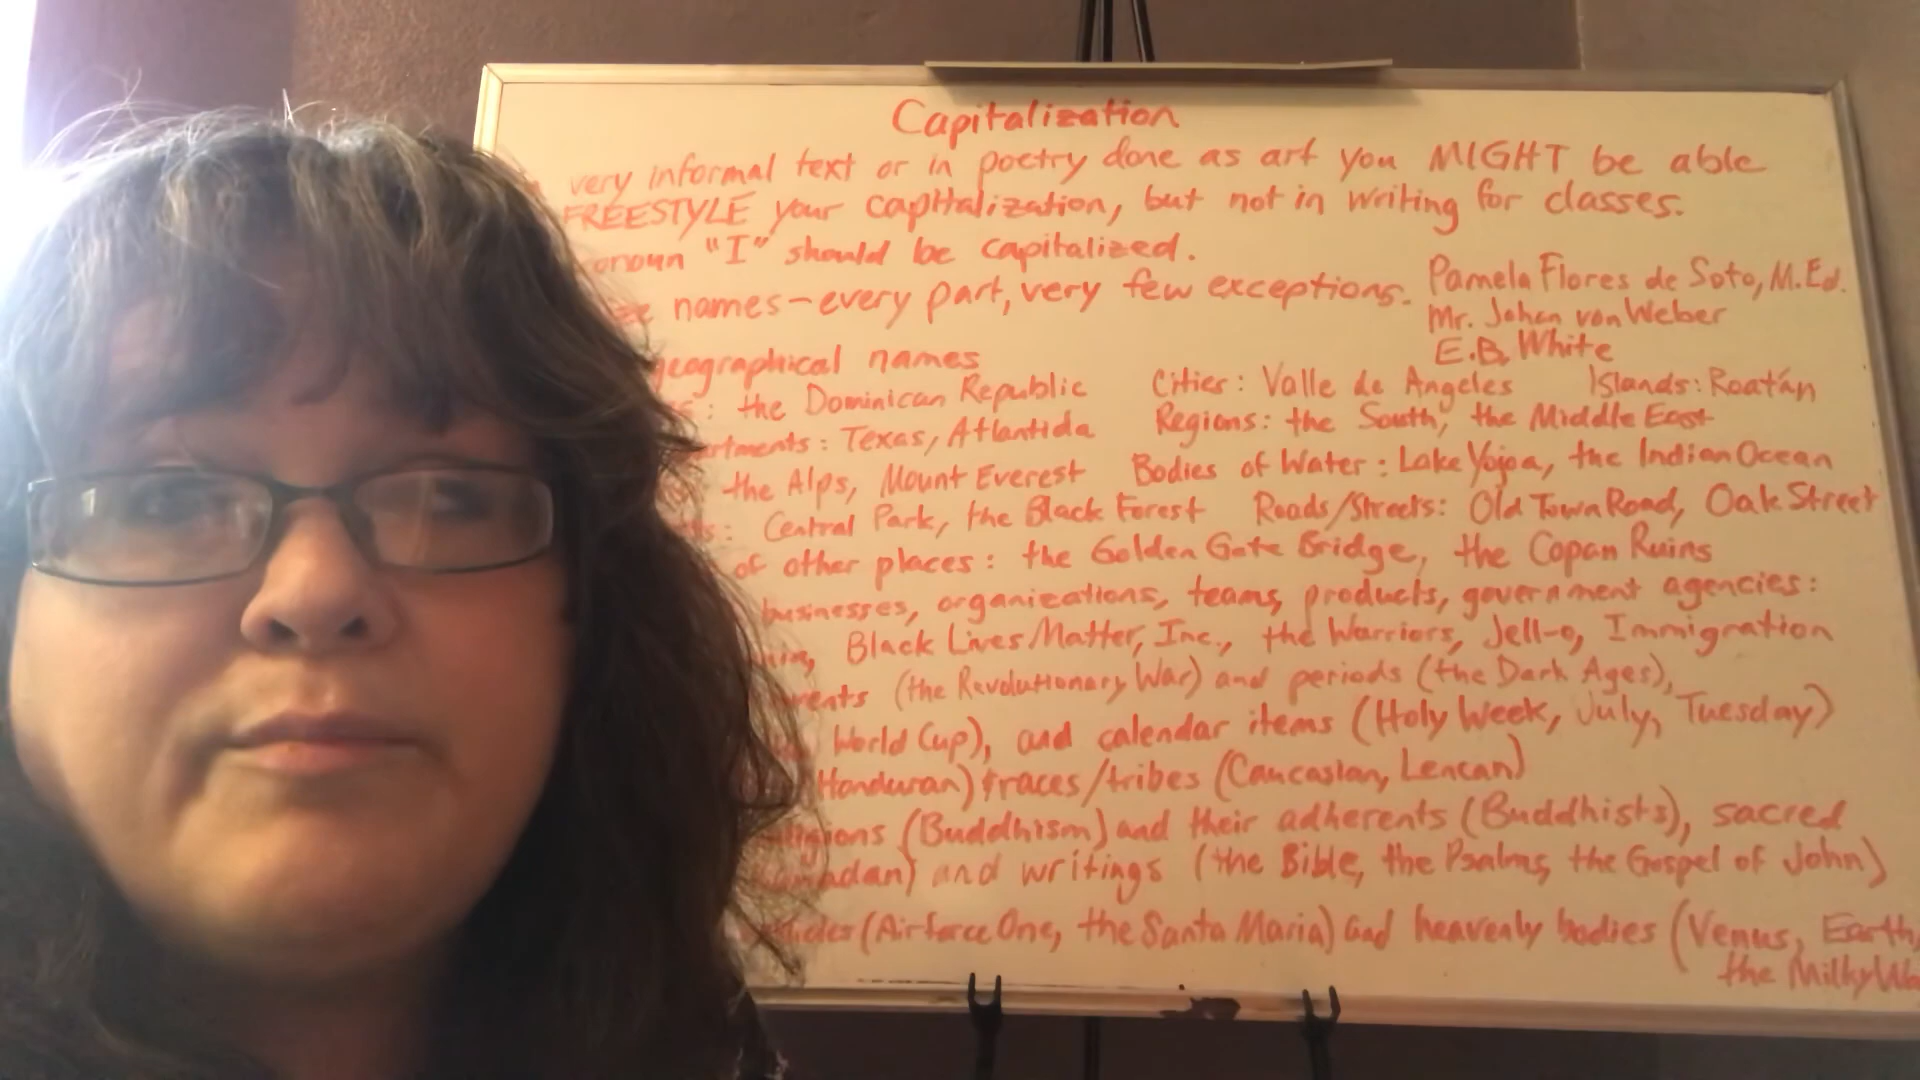 Capitalization
very informal text or in poetry done as art you MIGHT be able
FREESTYLE your capitalization, but not in writing for classes.
"I" should be capitalized.
names-every part, very few exceptions. Pamela Flores de Soto, M.Ed.
Mr. Johan von Weber
E.B. White
geographical names
: the Dominican Republic Cities: Valle de Angeles Islands: Roatán
: Texas, Atlantida Regions: the South, the Middle East
the Alps, Mount Everest Bodies of Water: Lake Yojoa, the Indian Ocean
: Central Park, the Black Forest Roads/Streets: Old Town Road, Oak Street
of other places: the Golden Gate Bridge, the Copan Ruins
businesses, organizations, teams, products, government agencies:
Black Lives Matter, Inc., the Warriors, Jell-o, Immigration
(the Revolutionary War) and periods (the Dark Ages),
World Cup), and calendar items (Holy Week, July, Tuesday)
Honduran) & races/tribes (Caucasian, Lencan)
(Buddhism) and their adherents (Buddhists), sacred
and writings (the Bible, the Psalms, the Gospel of John)
(Airforce One, the Santa Maria) and heavenly bodies (Venus, Earth,
the Milky